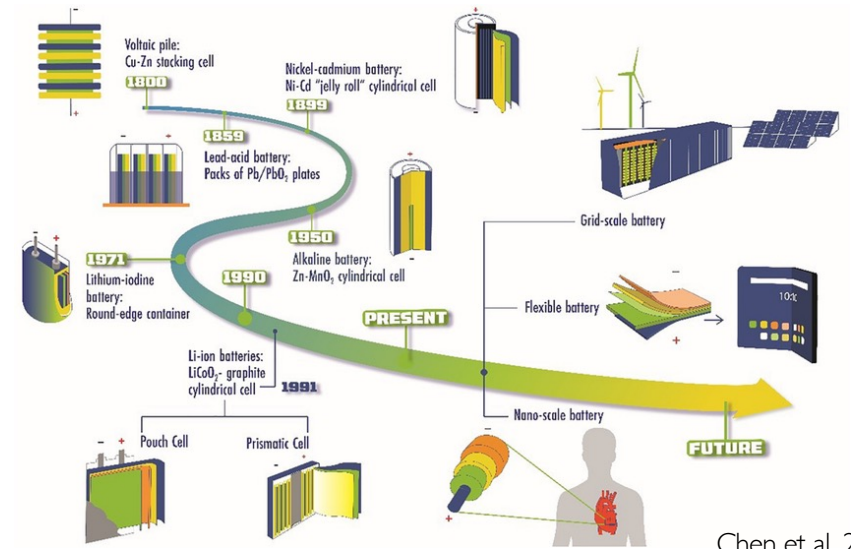 Voltaic pile:
Cu-Zn stacking cell
1800
1859
Lead-acid battery:
Packs of Pb/PbO₂ plates
Nickel-cadmium battery:
Ni-Cd "jelly roll" cylindrical cell
1899
1950
Alkaline battery:
Zn-MnO₂ cylindrical cell
1971
Lithium-iodine
battery:
Round-edge container
1990
Li-ion batteries:
LiCoO₂- graphite
cylindrical cell
1991
Pouch Cell
Prismatic Cell
PRESENT
Grid-scale battery
Flexible battery
Nano-scale battery
FUTURE
Chen et al. 2